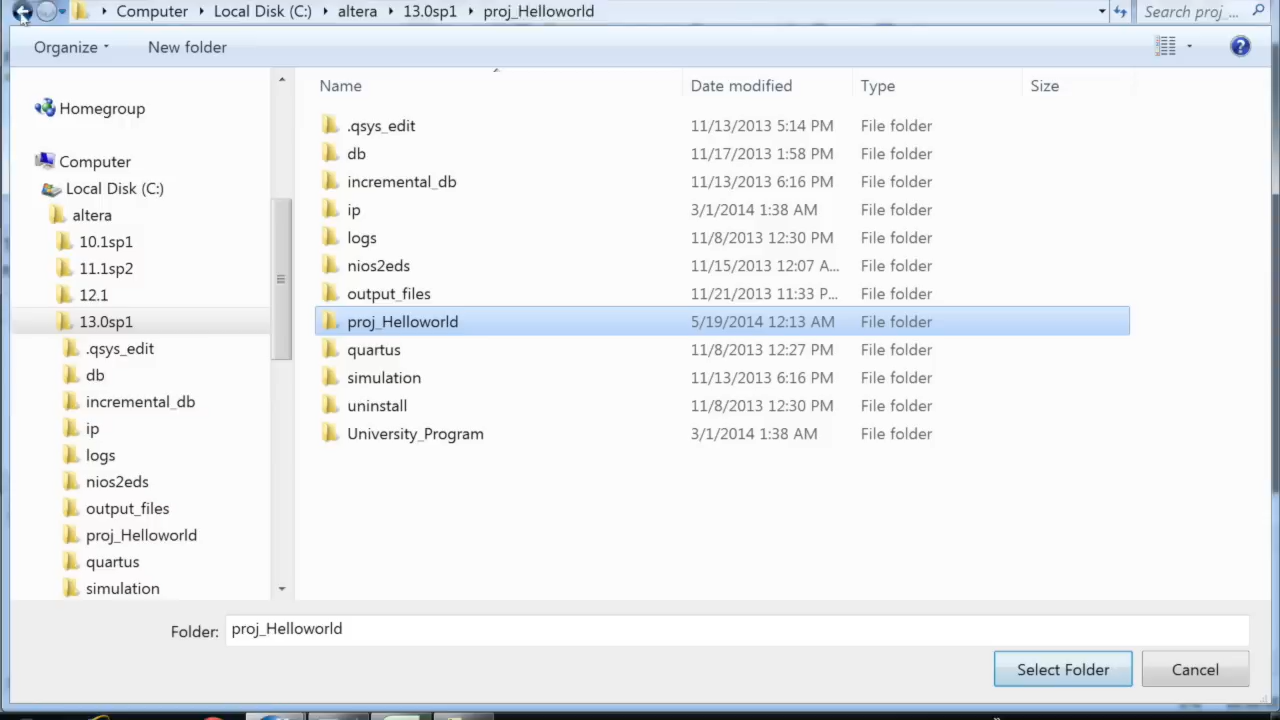 Computer Local Disk (C:) altera 13.0sp1 proj_Helloworld Search proj_...
Organize New folder
Homegroup
Computer
Local Disk (C:)
altera
10.1sp1
11.1sp2
12.1
13.0sp1
.qsys_edit
db
incremental_db
ip
logs
nios2eds
output_files
proj_Helloworld
quartus
simulation
Name Date modified Type Size
.qsys_edit 11/13/2013 5:14 PM File folder
db 11/17/2013 1:58 PM File folder
incremental_db 11/13/2013 6:16 PM File folder
ip 3/1/2014 1:38 AM File folder
logs 11/8/2013 12:30 PM File folder
nios2eds 11/15/2013 12:07 A... File folder
output_files 11/21/2013 11:33 P... File folder
proj_Helloworld 5/19/2014 12:13 AM File folder
quartus 11/8/2013 12:27 PM File folder
simulation 11/13/2013 6:16 PM File folder
uninstall 11/8/2013 12:30 PM File folder
University_Program 3/1/2014 1:38 AM File folder
Folder: proj_Helloworld
Select Folder Cancel